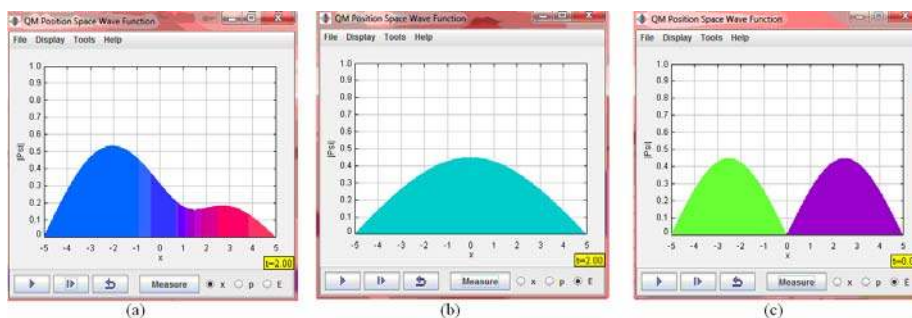 QM Position Space Wave Function
File Display Tools Help
1.0
0.9
0.8
0.7
0.6
0.5
0.4
0.3
0.2
0.1
0
|Psi|
-5 -4 -3 -2 -1 0 1 2 3 4 5
x
t=2.00
Measure x p E
(a)
QM Position Space Wave Function
File Display Tools Help
1.0
0.9
0.8
0.7
0.6
0.5
0.4
0.3
0.2
0.1
0
|Psi|
-5 -4 -3 -2 -1 0 1 2 3 4 5
x
t=2.00
Measure x p E
(b)
QM Position Space Wave Function
File Display Tools Help
1.0
0.9
0.8
0.7
0.6
0.5
0.4
0.3
0.2
0.1
0
|Psi|
-5 -4 -3 -2 -1 0 1 2 3 4 5
x
t=0.0
Measure x p E
(c)